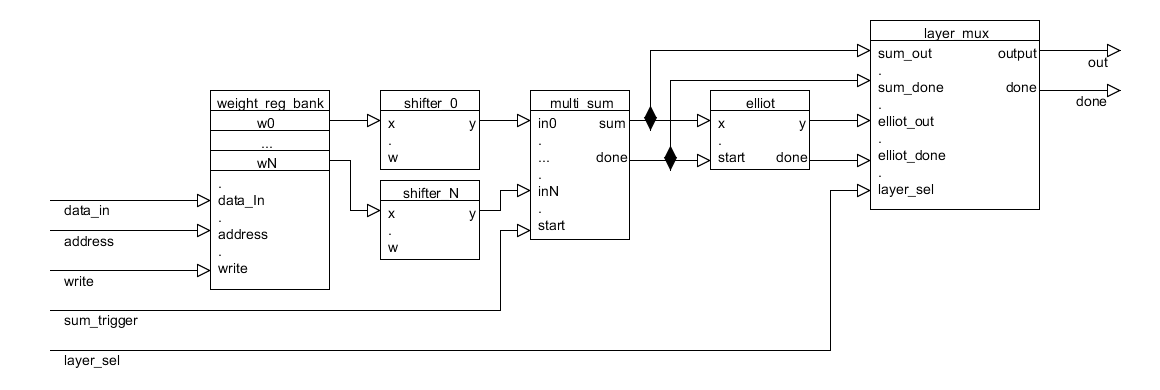 weight_reg_bank
w0
...
wN
.
data_In
.
address
.
write
data_in
address
write
sum_trigger
layer_sel
shifter_0
x y
.
w
shifter_N
x y
.
w
multi_sum
in0 sum
.
... done
.
inN
.
start
elliot
x y
.
start done
layer_mux
sum_out output
.
sum_done done
.
elliot_out
.
elliot_done
.
layer_sel
out
done